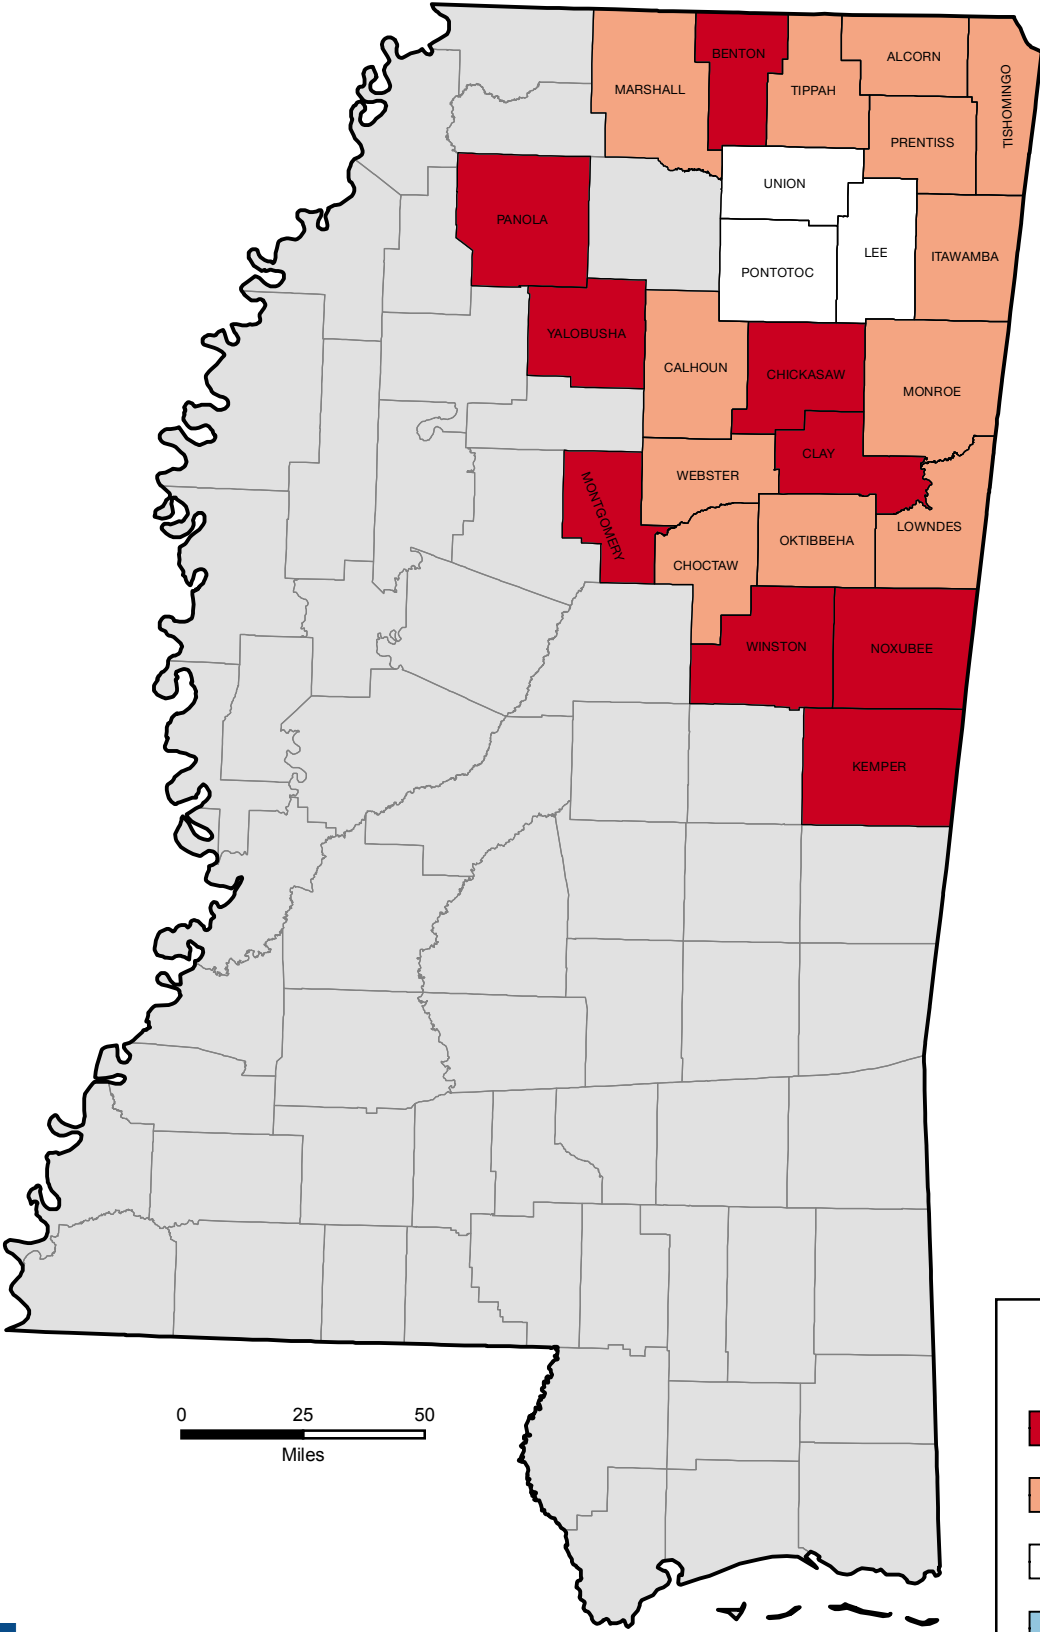 BENTON
ALCORN
MARSHALL
TIPPAH
TISHOMINGO
PRENTISS
UNION
PANOLA
LEE
ITAWAMBA
PONTOTOC
YALOBUSHA
CALHOUN
CHICKASAW
MONROE
CLAY
WEBSTER
MONTGOMERY
LOWNDES
OKTIBBEHA
CHOCTAW
WINSTON
NOXUBEE
KEMPER
0 25 50
Miles